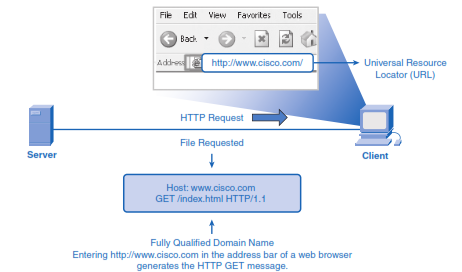 File Edit View Favorites Tools
Back
Address
http://www.cisco.com/
Universal Resource
Locator (URL)
HTTP Request
Server
File Requested
Client
Host: www.cisco.com
GET /index.html HTTP/1.1
Fully Qualified Domain Name
Entering http://www.cisco.com in the address bar of a web browser
generates the HTTP GET message.